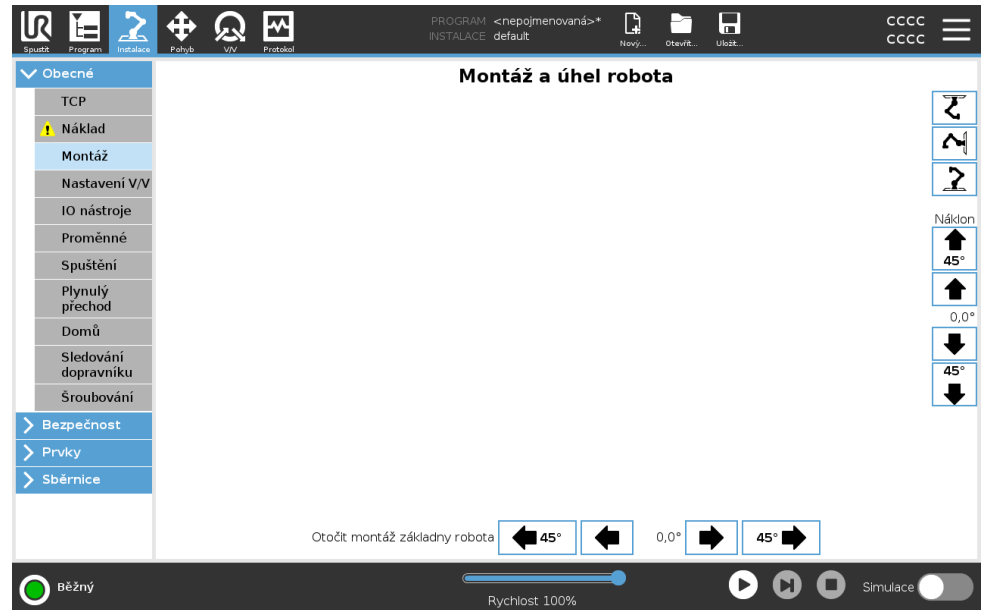 PROGRAM <nepojmenovaná>*
INSTALACE default
cccc
cccc
Spustit
Program
Instalace
Pohyb
V/V
Protokol
Nový...
Otevřít...
Uložit...
Obecné
TCP
Náklad
Montáž
Nastavení V/V
IO nástroje
Proměnné
Spuštění
Plynulý
přechod
Domů
Sledování
dopravníku
Šroubování
Bezpečnost
Prvky
Sběrnice
Montáž a úhel robota
Náklon
45°
0,0°
45°
Otočit montáž základny robota 45° 0,0° 45°
Běžný
Rychlost 100%
Simulace